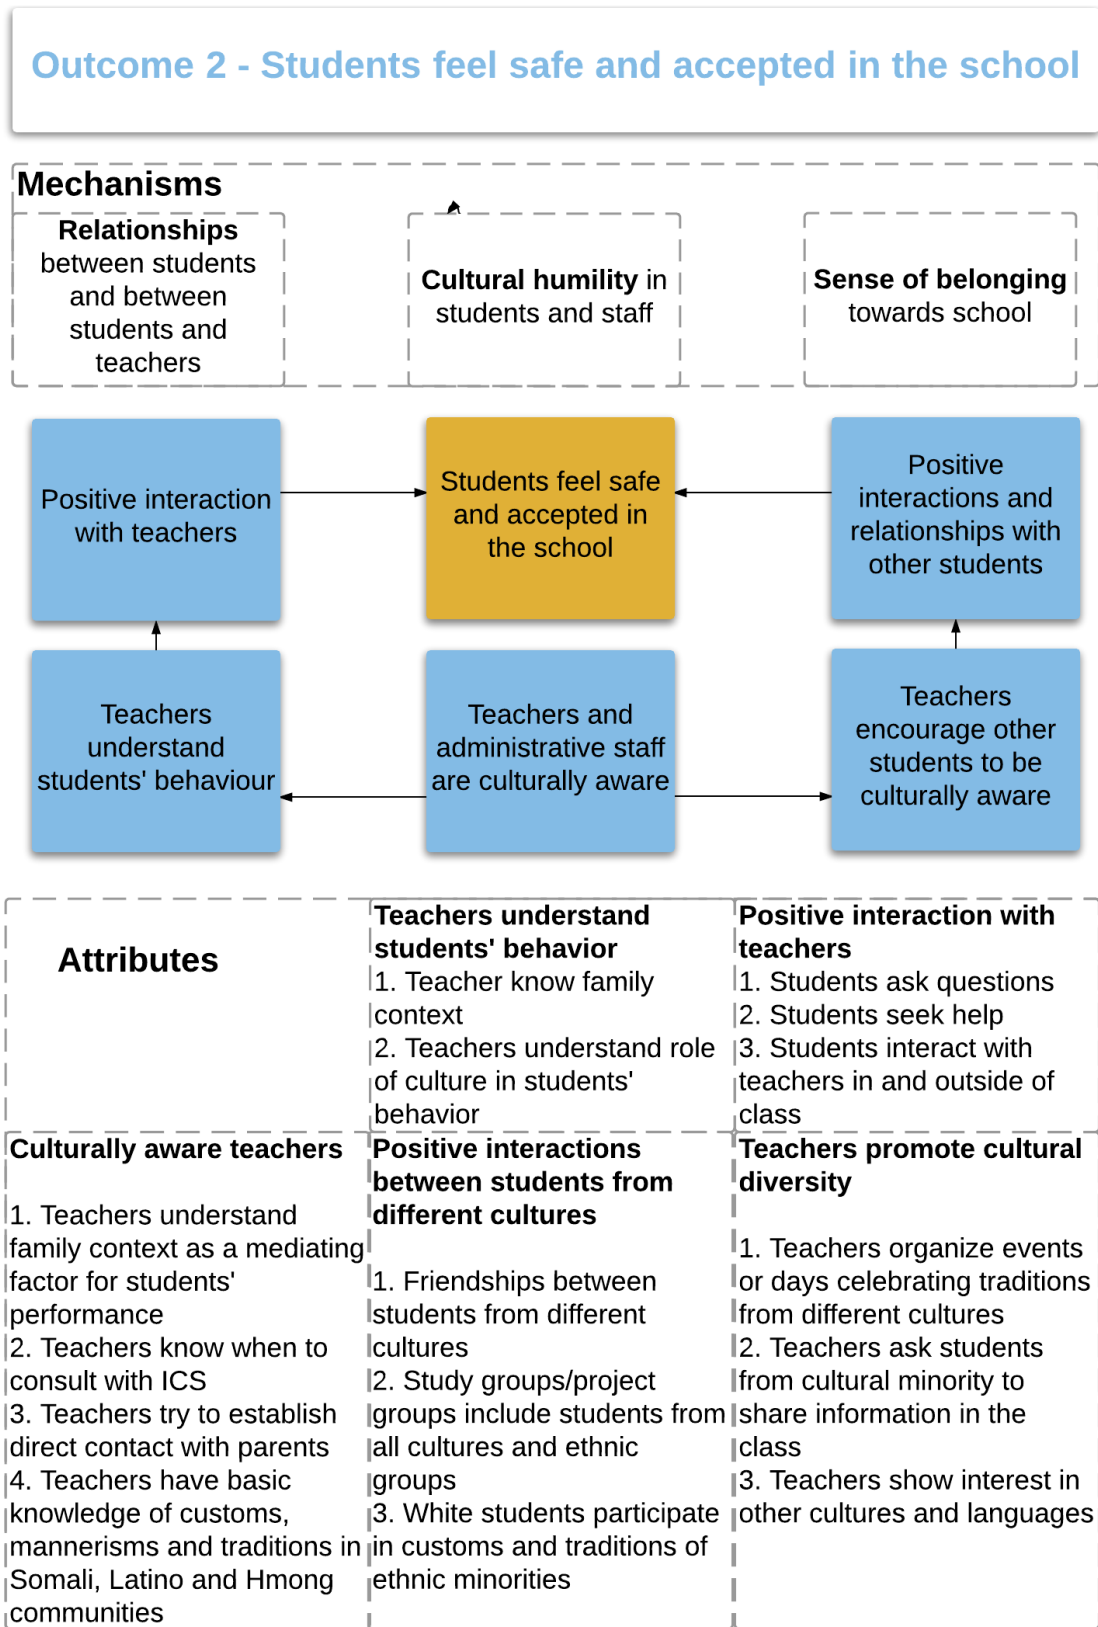 Outcome 2 - Students feel safe and accepted in the school
Mechanisms
Relationships
between students
and between
students and
teachers
Cultural humility in
students and staff
Sense of belonging
towards school
Positive interaction
with teachers
Students feel safe
and accepted in
the school
Positive
interactions and
relationships with
other students
Teachers
understand
students' behaviour
Teachers and
administrative staff
are culturally aware
Teachers
encourage other
students to be
culturally aware
Attributes
Teachers understand
students' behavior
1. Teacher know family
context
2. Teachers understand role
of culture in students'
behavior
Positive interaction with
teachers
1. Students ask questions
2. Students seek help
3. Students interact with
teachers in and outside of
class
Culturally aware teachers
1. Teachers understand
family context as a mediating
factor for students'
performance
2. Teachers know when to
consult with ICS
3. Teachers try to establish
direct contact with parents
4. Teachers have basic
knowledge of customs,
mannerisms and traditions in
Somali, Latino and Hmong
communities
Positive interactions
between students from
different cultures
1. Friendships between
students from different
cultures
2. Study groups/project
groups include students from
all cultures and ethnic
groups
3. White students participate
in customs and traditions of
ethnic minorities
Teachers promote cultural
diversity
1. Teachers organize events
or days celebrating traditions
from different cultures
2. Teachers ask students
from cultural minority to
share information in the
class
3. Teachers show interest in
other cultures and languages